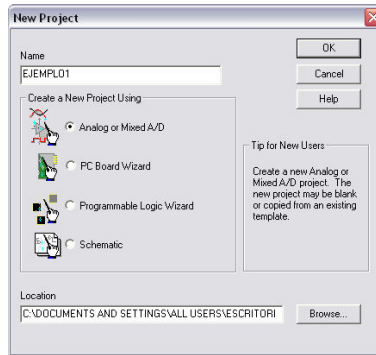 New Project
Name
EJEMPLO1
OK
Cancel
Help
Create a New Project Using
Analog or Mixed A/D
PC Board Wizard
Programmable Logic Wizard
Schematic
Tip for New Users
Create a new Analog or
Mixed A/D project. The
new project may be blank
or copied from an existing
template.
Location
C:\DOCUMENTS AND SETTINGS\ALL USERS\ESCRITORI
Browse...